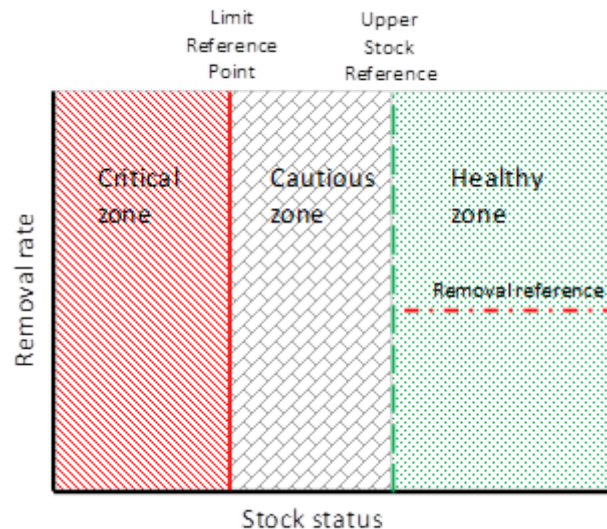 Limit
Reference
Point
Upper
Stock
Reference
Critical
zone
Cautious
zone
Healthy
zone
Removal reference
Removal rate
Stock status